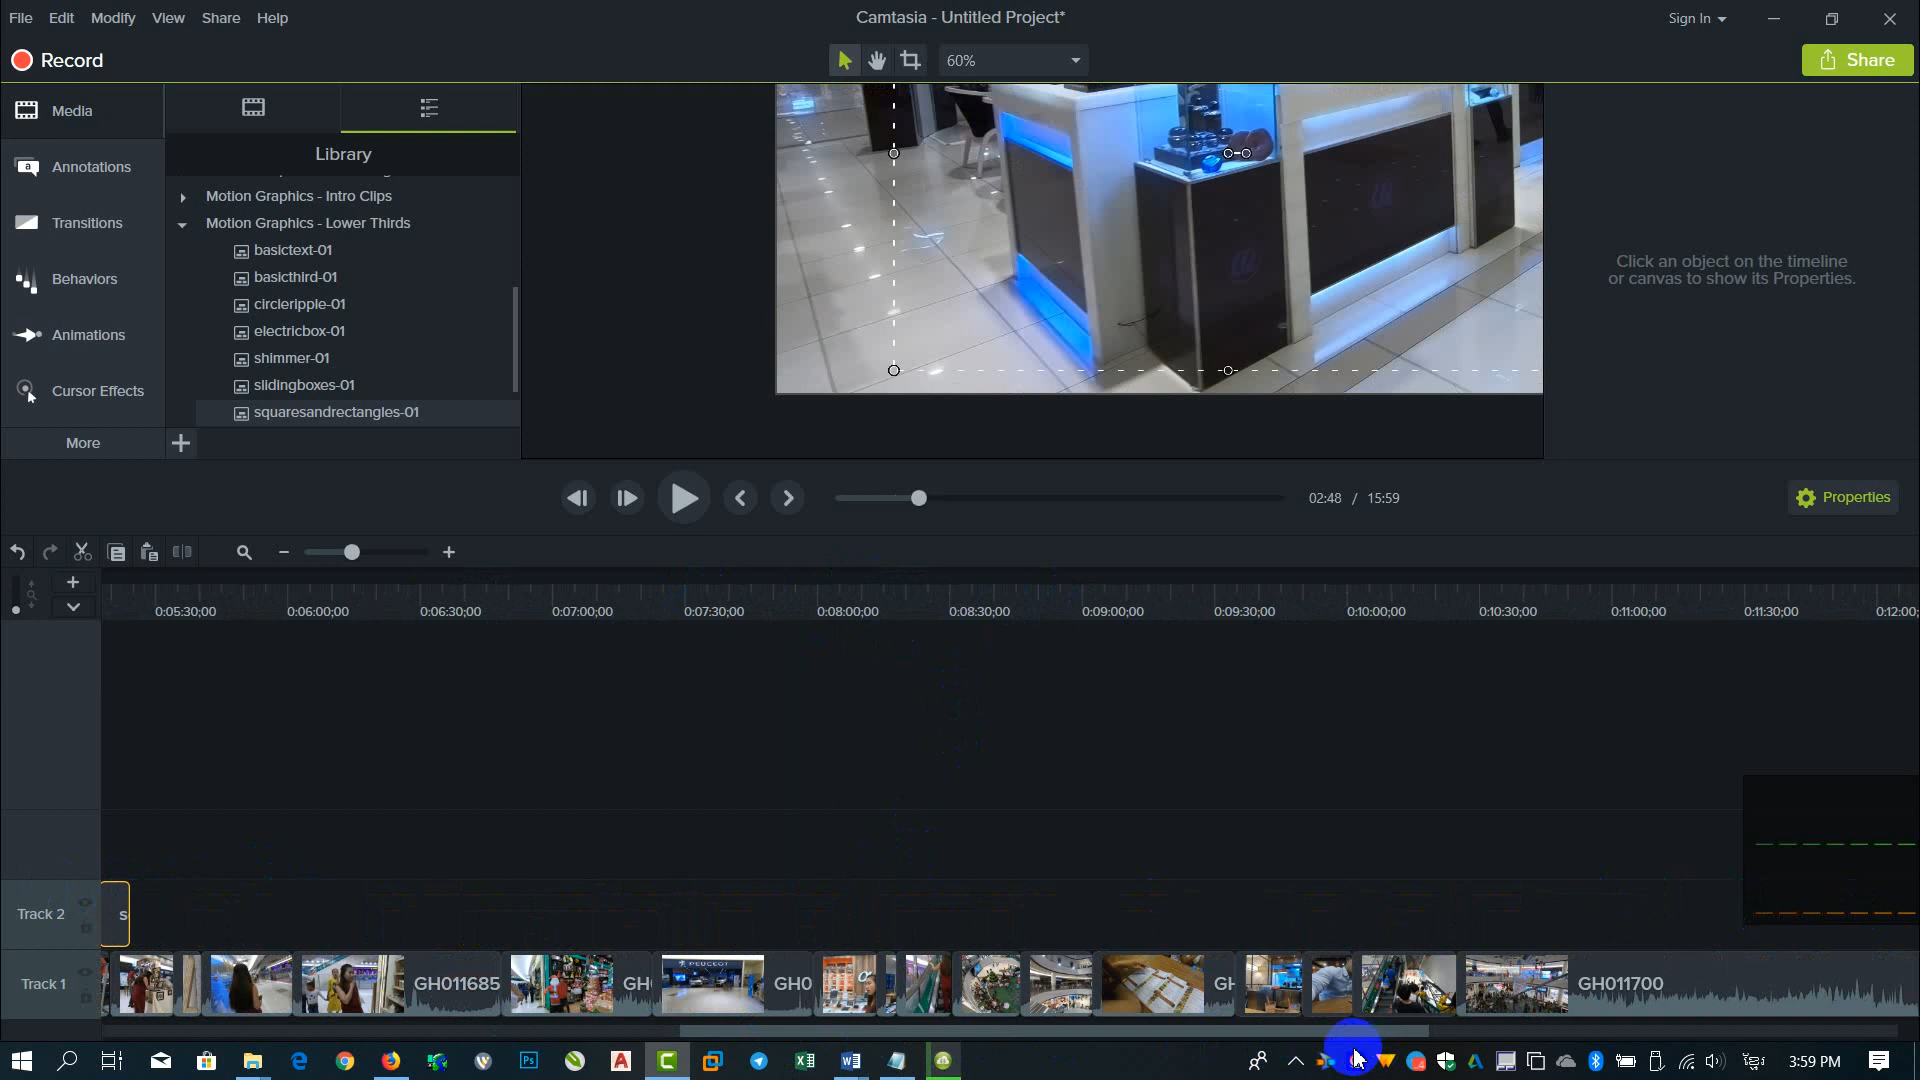 File Edit Modify View Share Help
Camtasia - Untitled Project*
Sign In
Record
60%
Share
Media
Annotations
Transitions
Behaviors
Animations
Cursor Effects
More
Library
Motion Graphics - Intro Clips
Motion Graphics - Lower Thirds
basictext-01
basicthird-01
circleripple-01
electricbox-01
shimmer-01
slidingboxes-01
squaresandrectangles-01
Click an object on the timeline
or canvas to show its Properties.
02:48 / 15:59
Properties
0:05:30;00 0:06:00;00 0:06:30;00 0:07:00;00 0:07:30;00 0:08:00;00 0:08:30;00 0:09:00;00 0:09:30;00 0:10:00;00 0:10:30;00 0:11:00;00 0:11:30;00 0:12:00;
Track 2
s
Track 1
GH011685
GH
PEUGEOT
GH0
GH
GH011700
Ps
3:59 PM